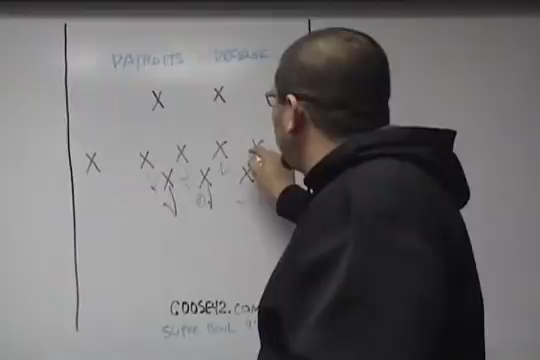 PATRIOTS DEFENSE
X X
X X X X X
X X X
GOOSE42.COM
SUPER BOWL